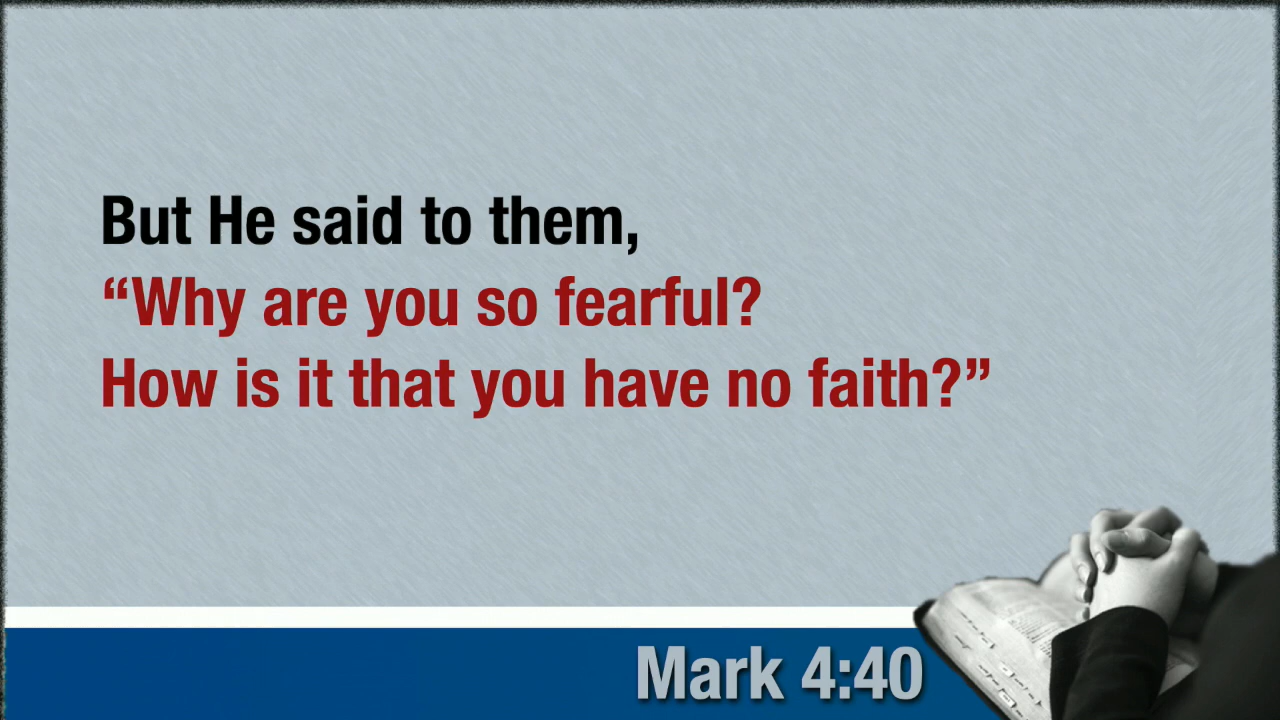 But He said to them,
“Why are you so fearful?
How is it that you have no faith?”
Mark 4:40